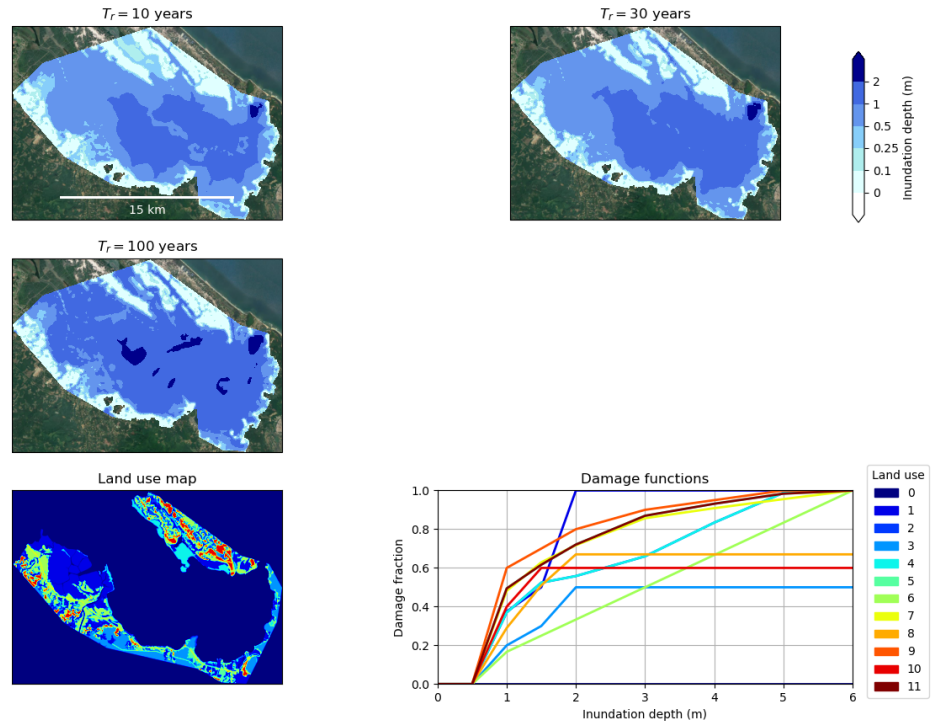 Tr = 10 years
Tr = 30 years
15 km
2
1
0.5
0.25
0.1
0
Inundation depth (m)
Tr = 100 years
Land use map
Damage functions
Damage fraction
1.0
0.8
0.6
0.4
0.2
0.0
0 1 2 3 4 5 6
Inundation depth (m)
Land use
0
1
2
3
4
5
6
7
8
9
10
11